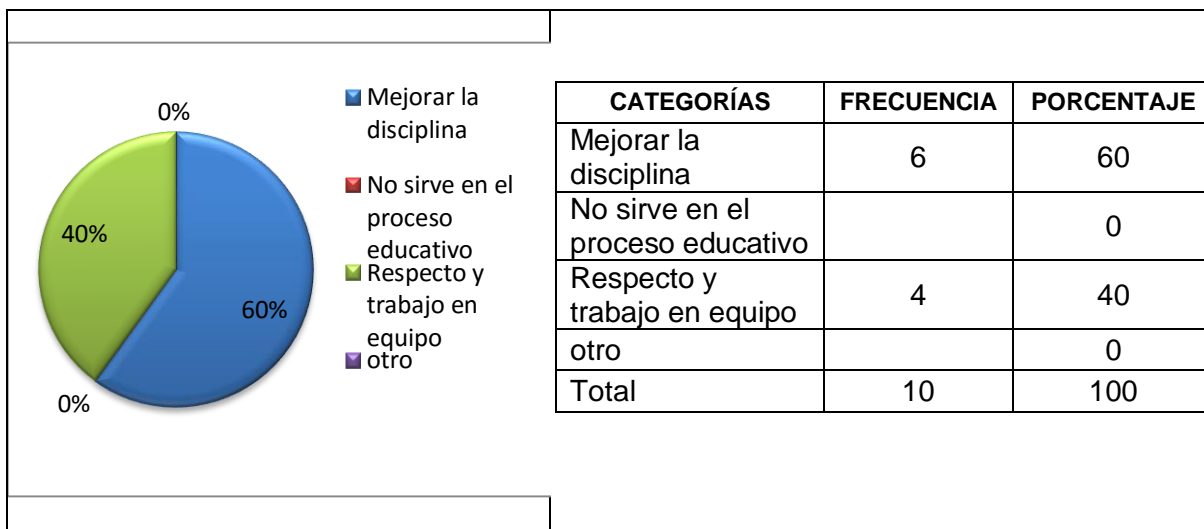 0%
40%
60%
0%
Mejorar la
disciplina
No sirve en el
proceso
educativo
Respecto y
trabajo en
equipo
otro
CATEGORÍAS FRECUENCIA PORCENTAJE
Mejorar la
disciplina 6 60
No sirve en el
proceso educativo 0
Respecto y
trabajo en equipo 4 40
otro 0
Total 10 100